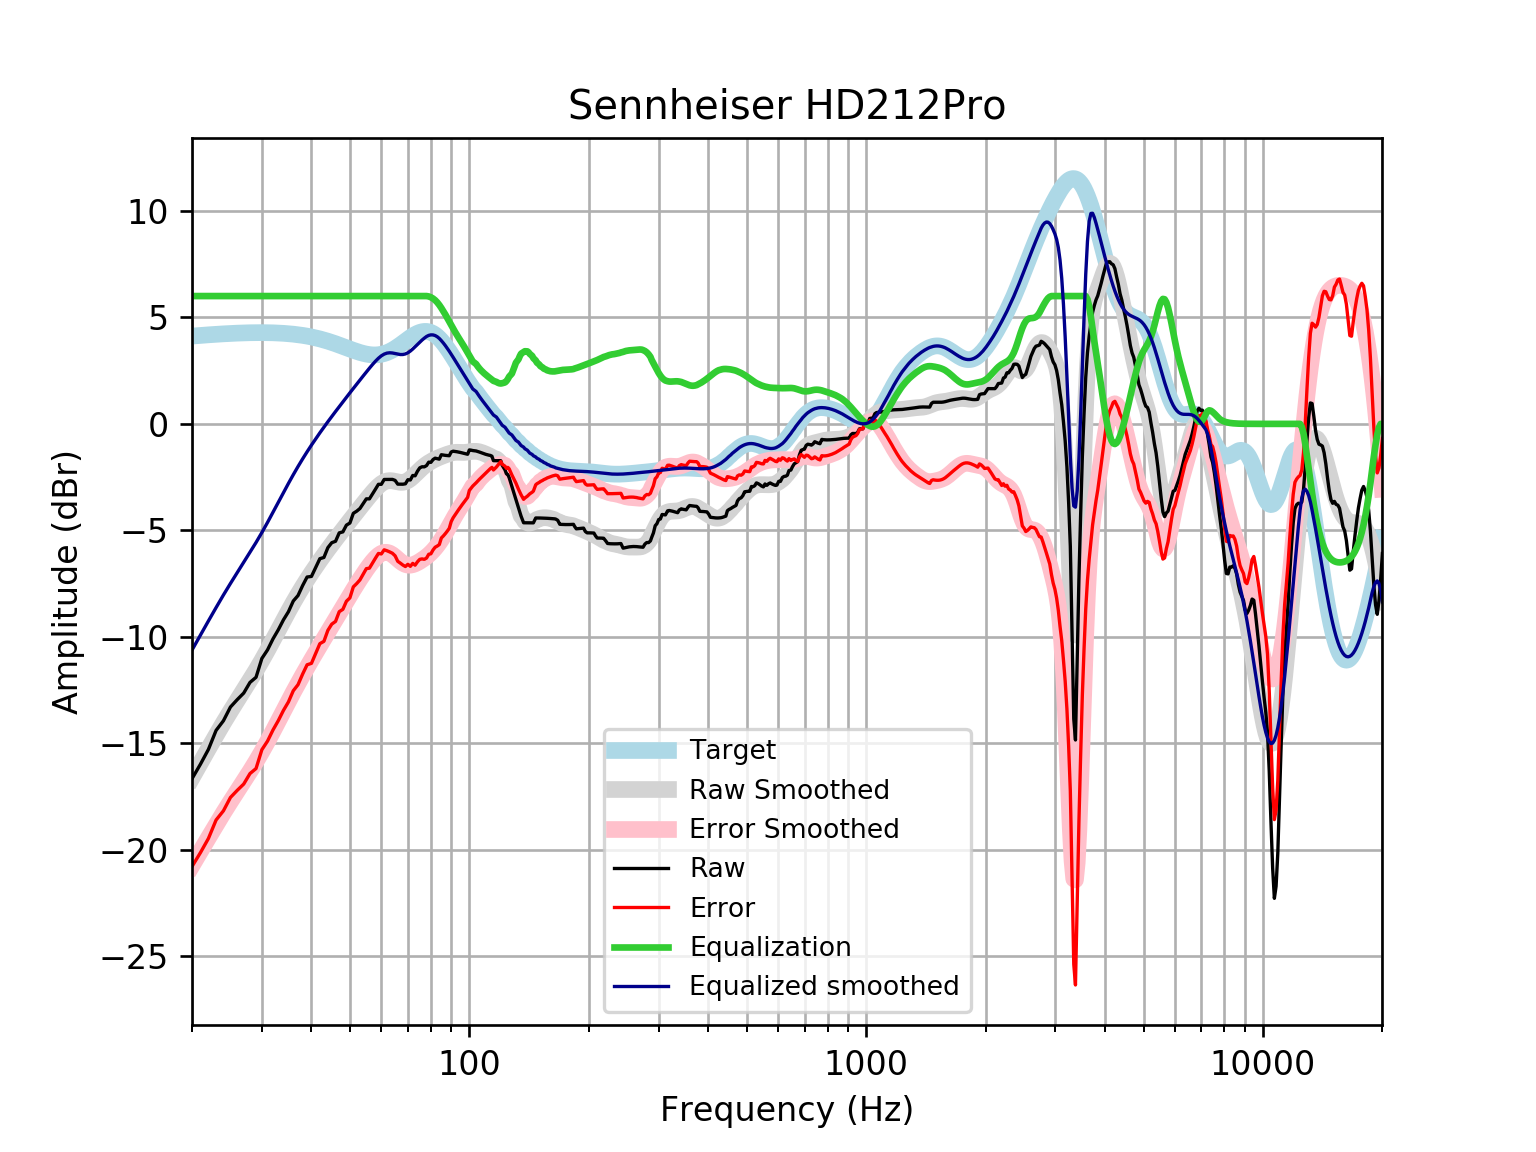 Sennheiser HD212Pro
Amplitude (dBr)
10
5
0
−5
−10
−15
−20
−25
Target
Raw Smoothed
Error Smoothed
Raw
Error
Equalization
Equalized smoothed
100 1000 10000
Frequency (Hz)